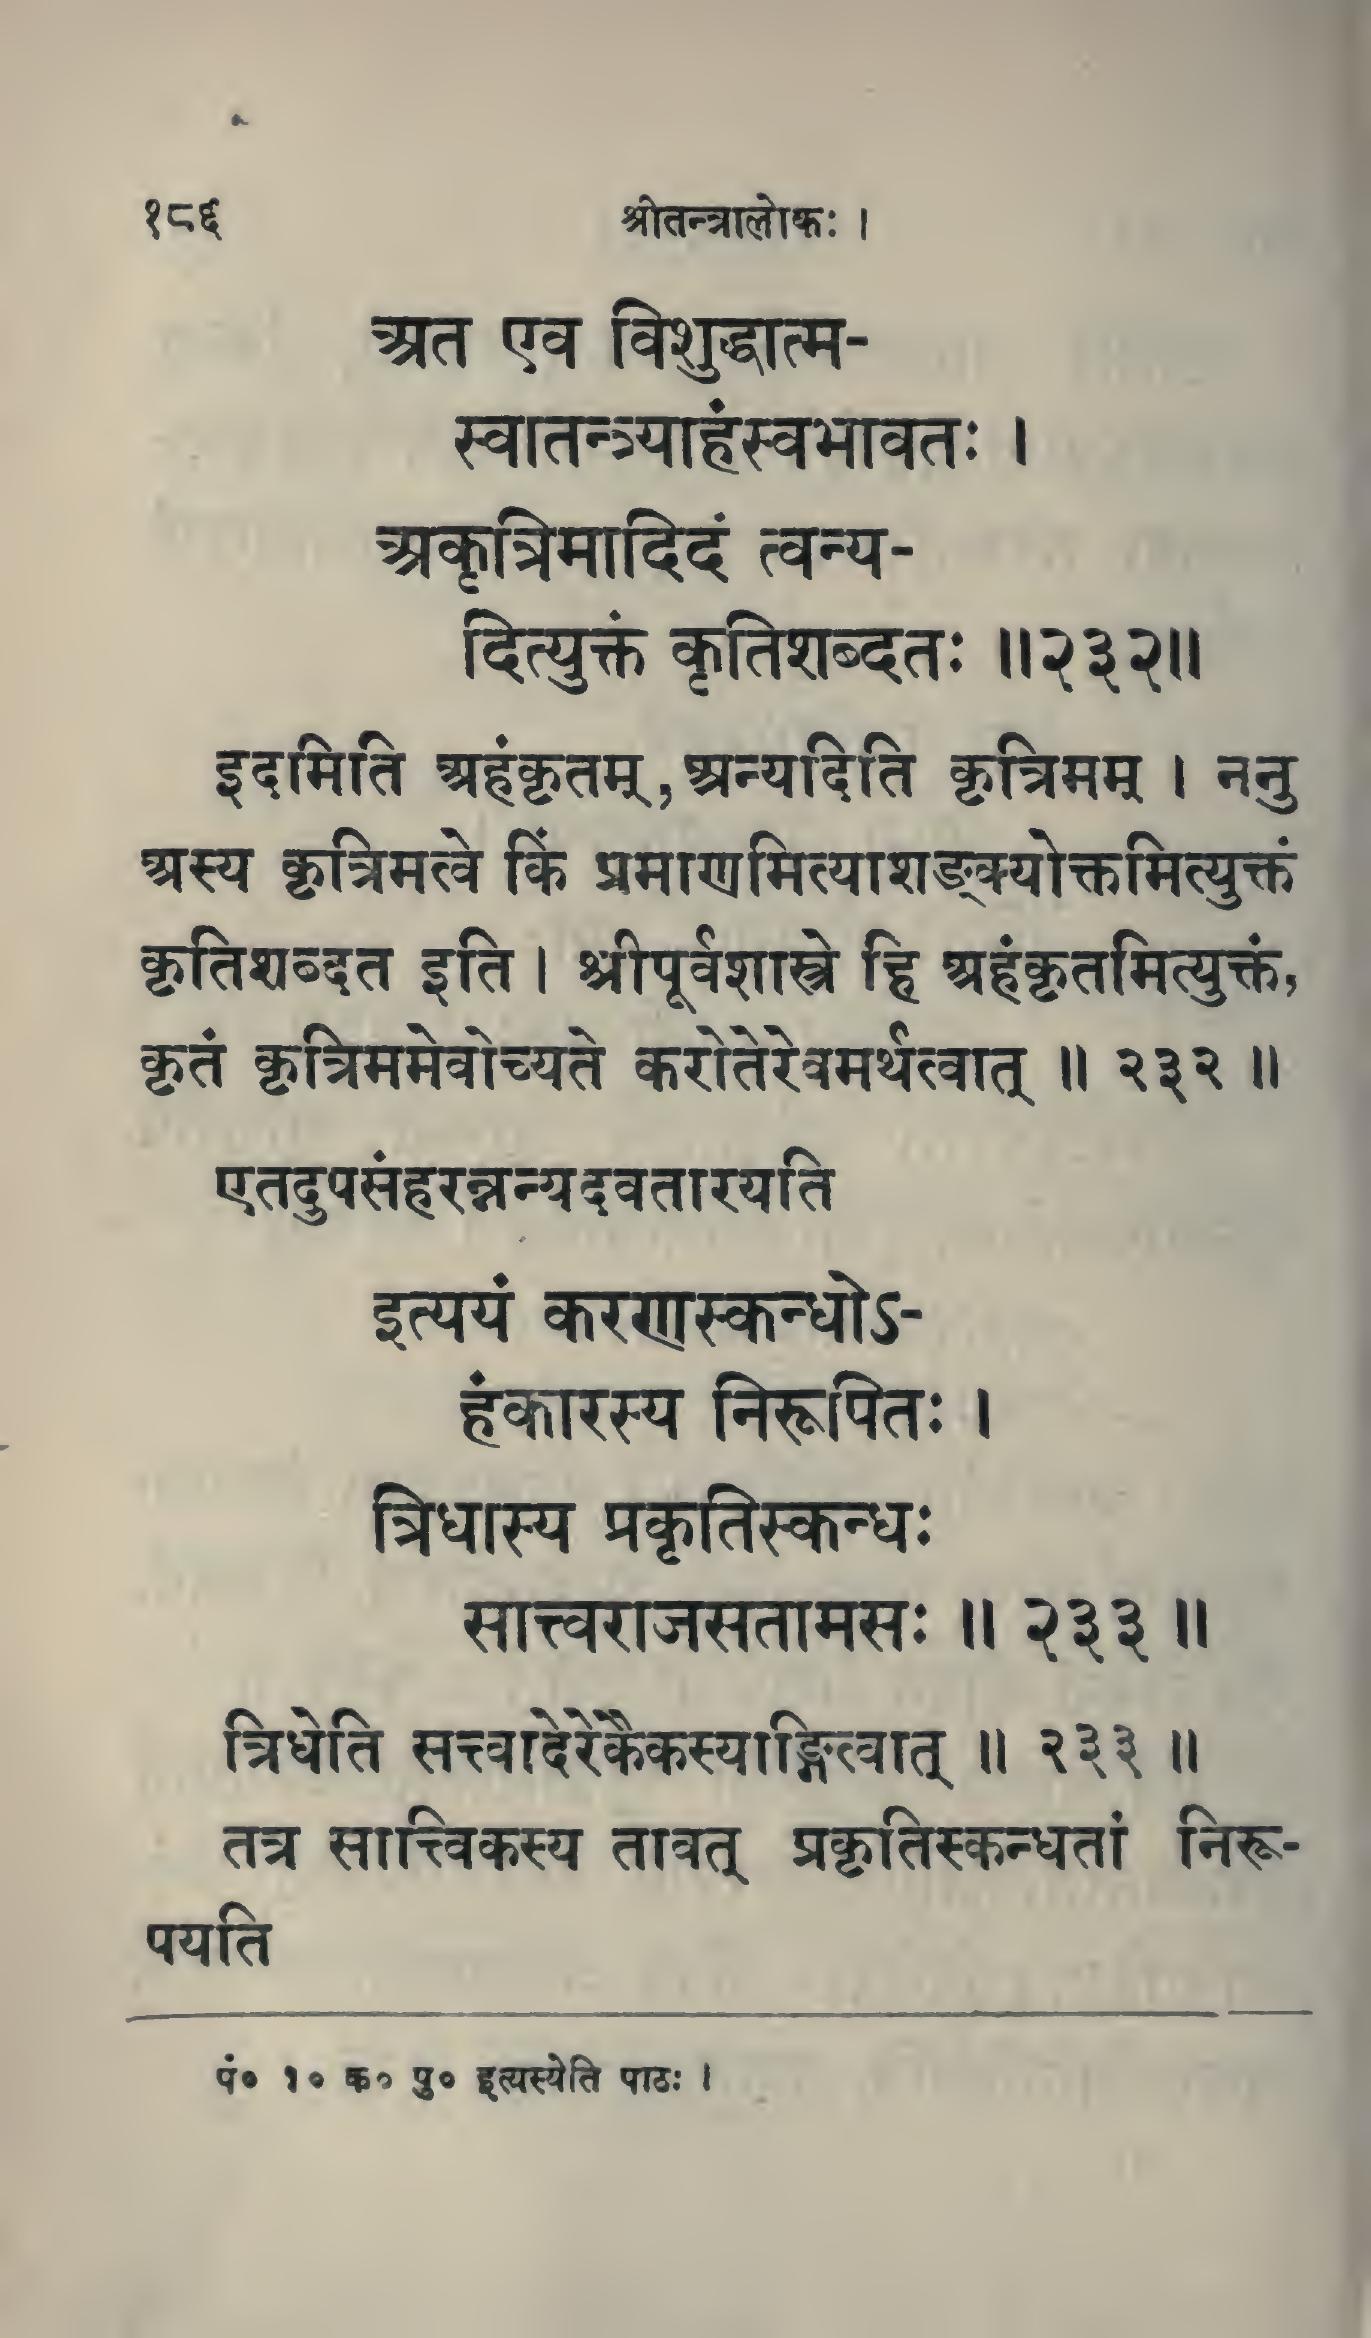 १८६ श्रीतन्त्रालोकः ।
अत एव विशुद्धात्म-
स्वातन्त्र्याहंस्वभावतः ।
अकृत्रिमादिदं त्वन्य-
दित्युक्तं कृतिशब्दतः ॥२३२॥
इदमिति अहंकृतम्, अन्यदिति कृत्रिमम् । ननु
अस्य कृत्रिमत्वे किं प्रमाणमित्याशङ्क्योक्तमित्युक्तं
कृतिशब्दत इति । श्रीपूर्वशास्त्रे हि अहंकृतमित्युक्तं,
कृतं कृत्रिममेवोच्यते करोतेरेवमर्थत्वात् ॥ २३२ ॥
एतदुपसंहरन्नन्यदवतारयति
इत्ययं करणस्कन्धोऽ-
हंकारस्य निरूपितः ।
त्रिधास्य प्रकृतिस्कन्धः
सात्त्वराजसतामसः ॥ २३३ ॥
त्रिधेति सत्त्वादेरेकैकस्याङ्गित्वात् ॥ २३३ ॥
तत्र सात्त्विकस्य तावत् प्रकृतिस्कन्धतां निरू-
पयति
पं० १० क० पु० इत्यस्येति पाठः ।